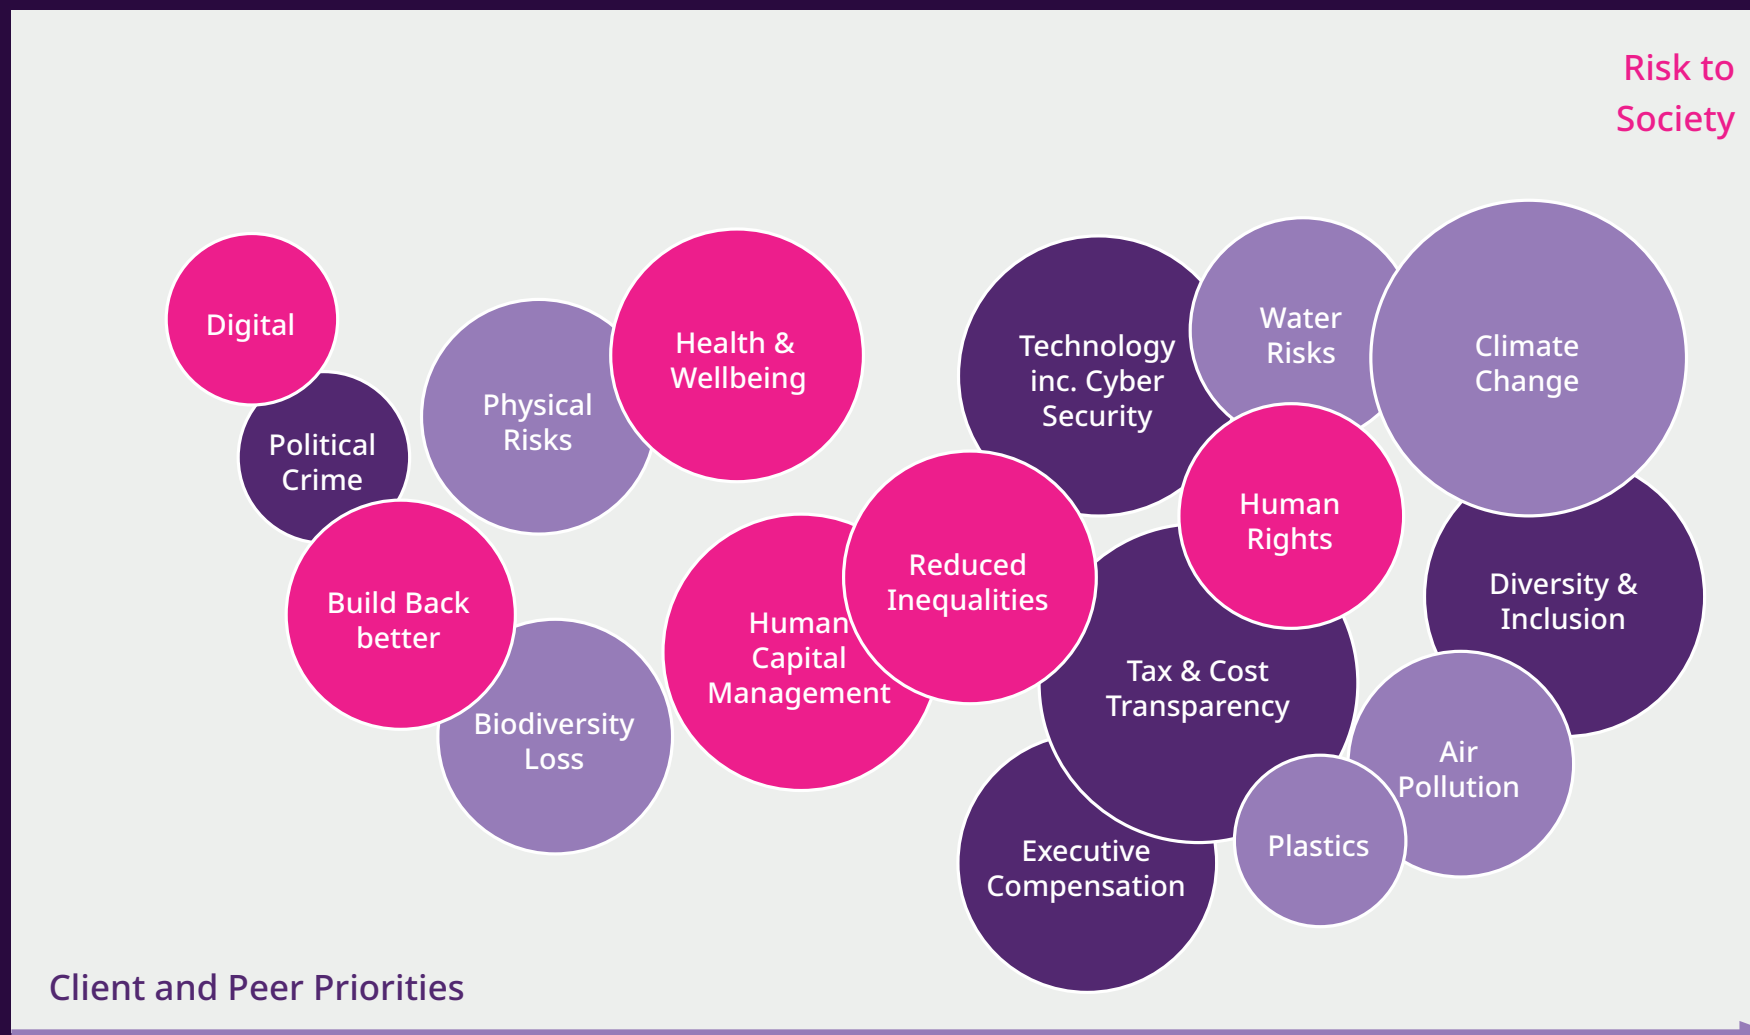 Risk to
Society
Digital
Political
Crime
Build Back
better
Physical
Risks
Biodiversity
Loss
Health &
Wellbeing
Human
Capital
Management
Reduced
Inequalities
Technology
inc. Cyber
Security
Water
Risks
Climate
Change
Human
Rights
Diversity &
Inclusion
Tax & Cost
Transparency
Air
Pollution
Plastics
Executive
Compensation
Client and Peer Priorities